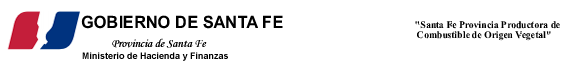 GOBIERNO DE SANTA FE
Provincia de Santa Fe
Ministerio de Hacienda y Finanzas
"Santa Fe Provincia Productora de
Combustible de Origen Vegetal"